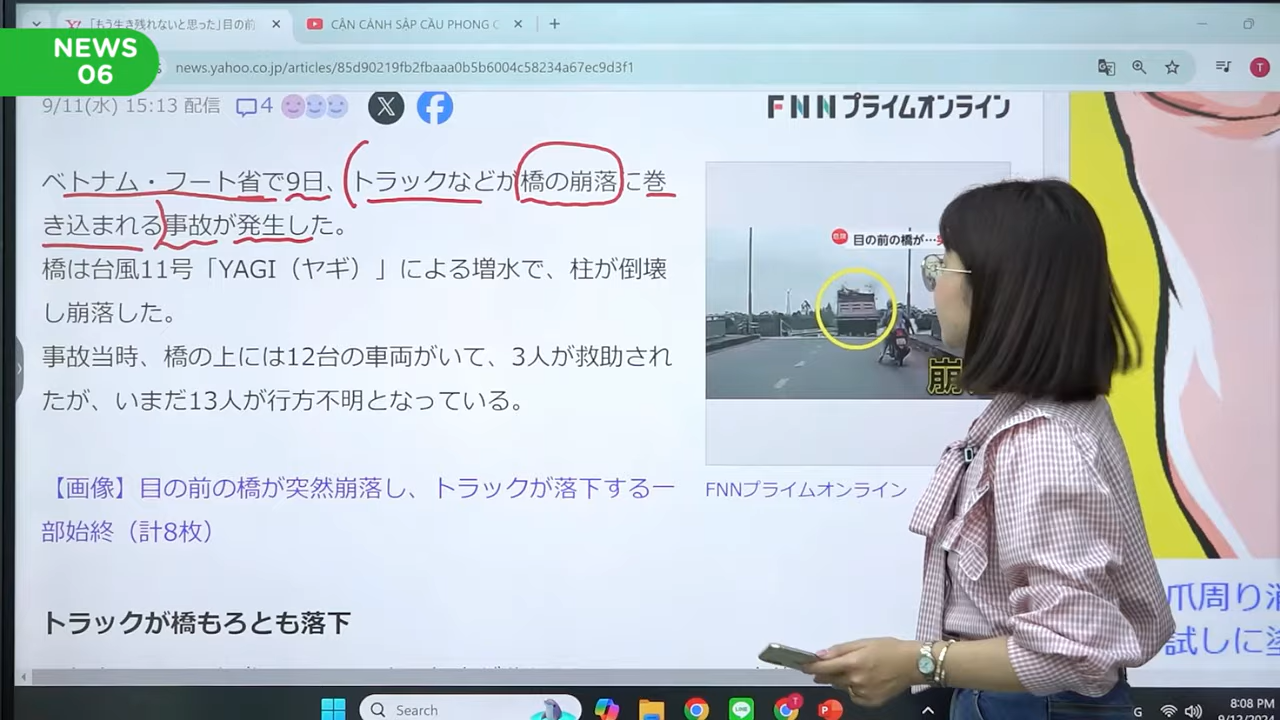 「もう生き残れないと思った」目の前
CẬN CẢNH SẬP CẦU PHONG C
NEWS
06
news.yahoo.co.jp/articles/85d90219fb2fbaaa0b5b6004c58234a67ec9d3f1
T
9/11(水) 15:13 配信
4
FNNプライムオンライン
ベトナム・フート省で9日、トラックなどが橋の崩落に巻
き込まれる事故が発生した。
橋は台風11号「YAGI（ヤギ）」による増水で、柱が倒壊
し崩落した。
事故当時、橋の上には12台の車両がいて、3人が救助され
たが、いまだ13人が行方不明となっている。
目の前の橋が…
崩
【画像】目の前の橋が突然崩落し、トラックが落下する一
部始終（計8枚）
FNNプライムオンライン
トラックが橋もろとも落下
爪周り
試しに
Search
G
8:08 PM